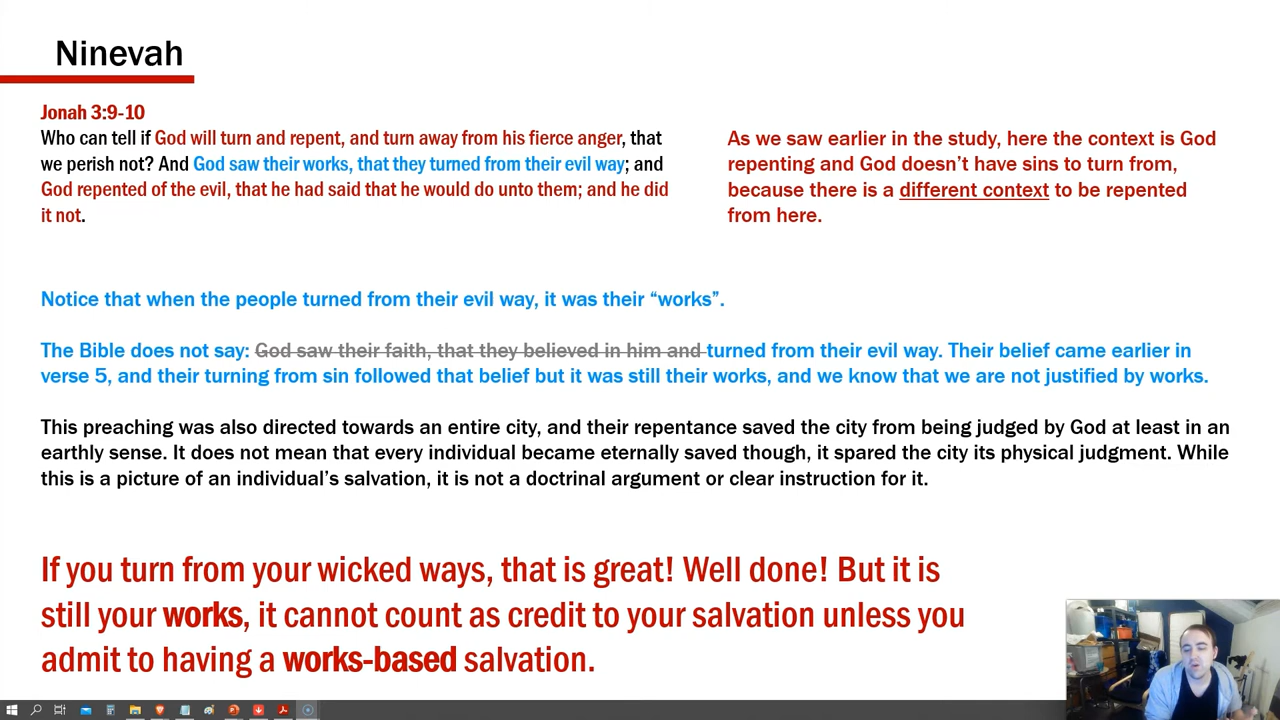 Ninevah
Jonah 3:9-10
Who can tell if God will turn and repent, and turn away from his fierce anger, that
we perish not? And God saw their works, that they turned from their evil way; and
God repented of the evil, that he had said that he would do unto them; and he did
it not.
As we saw earlier in the study, here the context is God
repenting and God doesn’t have sins to turn from,
because there is a different context to be repented
from here.
Notice that when the people turned from their evil way, it was their “works”.
The Bible does not say: God saw their faith, that they believed in him and turned from their evil way. Their belief came earlier in
verse 5, and their turning from sin followed that belief but it was still their works, and we know that we are not justified by works.
This preaching was also directed towards an entire city, and their repentance saved the city from being judged by God at least in an
earthly sense. It does not mean that every individual became eternally saved though, it spared the city its physical judgment. While
this is a picture of an individual’s salvation, it is not a doctrinal argument or clear instruction for it.
If you turn from your wicked ways, that is great! Well done! But it is
still your works, it cannot count as credit to your salvation unless you
admit to having a works-based salvation.